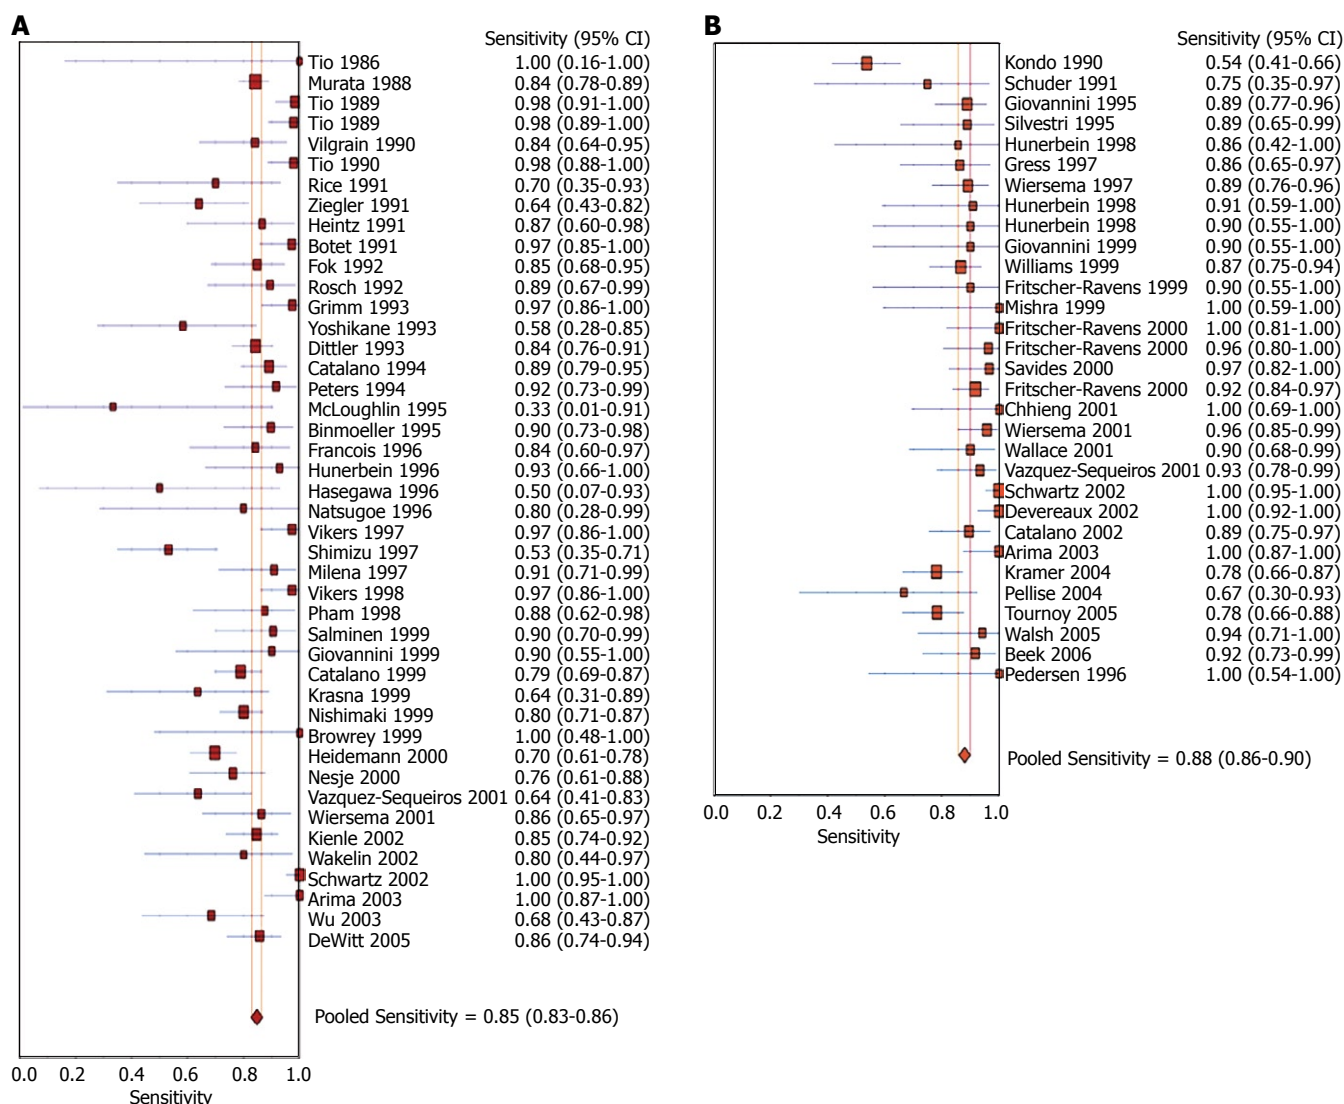 A
Sensitivity (95% CI)
Tio 1986 1.00 (0.16-1.00)
Murata 1988 0.84 (0.78-0.89)
Tio 1989 0.98 (0.91-1.00)
Tio 1989 0.98 (0.89-1.00)
Vilgrain 1990 0.84 (0.64-0.95)
Tio 1990 0.98 (0.88-1.00)
Rice 1991 0.70 (0.35-0.93)
Ziegler 1991 0.64 (0.43-0.82)
Heintz 1991 0.87 (0.60-0.98)
Botet 1991 0.97 (0.85-1.00)
Fok 1992 0.85 (0.68-0.95)
Rosch 1992 0.89 (0.67-0.99)
Grimm 1993 0.97 (0.86-1.00)
Yoshikane 1993 0.58 (0.28-0.85)
Dittler 1993 0.84 (0.76-0.91)
Catalano 1994 0.89 (0.79-0.95)
Peters 1994 0.92 (0.73-0.99)
McLoughlin 1995 0.33 (0.01-0.91)
Binmoeller 1995 0.90 (0.73-0.98)
Francois 1996 0.84 (0.60-0.97)
Hunerbein 1996 0.93 (0.66-1.00)
Hasegawa 1996 0.50 (0.07-0.93)
Natsugoe 1996 0.80 (0.28-0.99)
Vikers 1997 0.97 (0.86-1.00)
Shimizu 1997 0.53 (0.35-0.71)
Milena 1997 0.91 (0.71-0.99)
Vikers 1998 0.97 (0.86-1.00)
Pham 1998 0.88 (0.62-0.98)
Salminen 1999 0.90 (0.70-0.99)
Giovannini 1999 0.90 (0.55-1.00)
Catalano 1999 0.79 (0.69-0.87)
Krasna 1999 0.64 (0.31-0.89)
Nishimaki 1999 0.80 (0.71-0.87)
Browrey 1999 1.00 (0.48-1.00)
Heidemann 2000 0.70 (0.61-0.78)
Nesje 2000 0.76 (0.61-0.88)
Vazquez-Sequeiros 2001 0.64 (0.41-0.83)
Wiersema 2001 0.86 (0.65-0.97)
Kienle 2002 0.85 (0.74-0.92)
Wakelin 2002 0.80 (0.44-0.97)
Schwartz 2002 1.00 (0.95-1.00)
Arima 2003 1.00 (0.87-1.00)
Wu 2003 0.68 (0.43-0.87)
DeWitt 2005 0.86 (0.74-0.94)
Pooled Sensitivity = 0.85 (0.83-0.86)
0.0 0.2 0.4 0.6 0.8 1.0
Sensitivity
B
Sensitivity (95% CI)
Kondo 1990 0.54 (0.41-0.66)
Schuder 1991 0.75 (0.35-0.97)
Giovannini 1995 0.89 (0.77-0.96)
Silvestri 1995 0.89 (0.65-0.99)
Hunerbein 1998 0.86 (0.42-1.00)
Gress 1997 0.86 (0.65-0.97)
Wiersema 1997 0.89 (0.76-0.96)
Hunerbein 1998 0.91 (0.59-1.00)
Hunerbein 1998 0.90 (0.55-1.00)
Giovannini 1999 0.90 (0.55-1.00)
Williams 1999 0.87 (0.75-0.94)
Fritscher-Ravens 1999 0.90 (0.55-1.00)
Mishra 1999 1.00 (0.59-1.00)
Fritscher-Ravens 2000 1.00 (0.81-1.00)
Fritscher-Ravens 2000 0.96 (0.80-1.00)
Savides 2000 0.97 (0.82-1.00)
Fritscher-Ravens 2000 0.92 (0.84-0.97)
Chhieng 2001 1.00 (0.69-1.00)
Wiersema 2001 0.96 (0.85-0.99)
Wallace 2001 0.90 (0.68-0.99)
Vazquez-Sequeiros 2001 0.93 (0.78-0.99)
Schwartz 2002 1.00 (0.95-1.00)
Devereaux 2002 1.00 (0.92-1.00)
Catalano 2002 0.89 (0.75-0.97)
Arima 2003 1.00 (0.87-1.00)
Kramer 2004 0.78 (0.66-0.87)
Pellise 2004 0.67 (0.30-0.93)
Tournoy 2005 0.78 (0.66-0.88)
Walsh 2005 0.94 (0.71-1.00)
Beek 2006 0.92 (0.73-0.99)
Pedersen 1996 1.00 (0.54-1.00)
Pooled Sensitivity = 0.88 (0.86-0.90)
0.0 0.2 0.4 0.6 0.8 1.0
Sensitivity